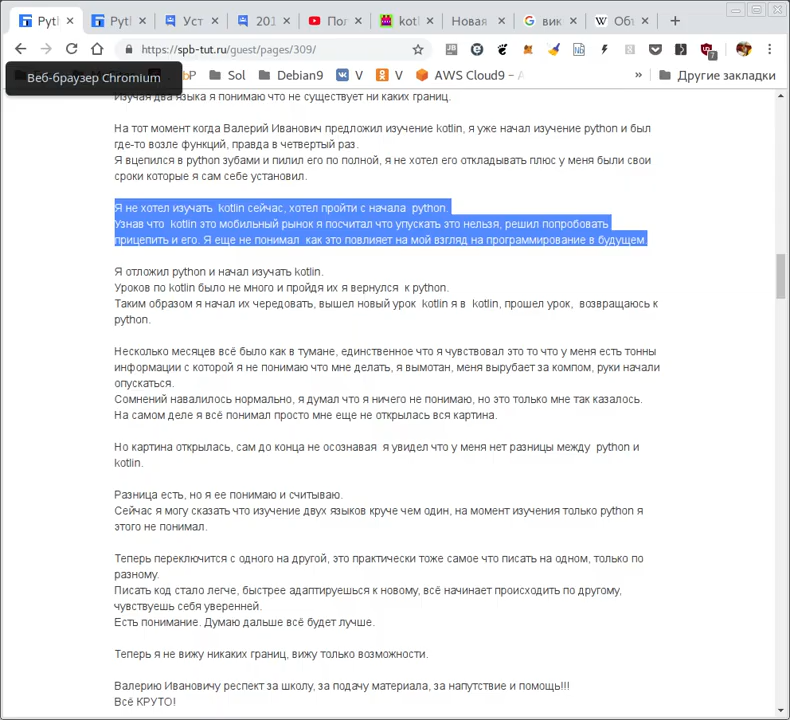 Pyt
Pyt
Уст
201
Пол
kotl
Новая
вик
W Объ
https://spb-tut.ru/guest/pages/309/
Веб-браузер Chromium
P
Sol
Debian9
V
V
AWS Cloud9 –
»
Другие закладки
Изучая два языка я понимаю что не существует ни каких границ.
На тот момент когда Валерий Иванович предложил изучение kotlin, я уже начал изучение python и был
где-то возле функций, правда в четвертый раз.
Я вцепился в python зубами и пилил его по полной, я не хотел его откладывать плюс у меня были свои
сроки которые я сам себе установил.
Я не хотел изучать kotlin сейчас, хотел пройти с начала python.
Узнав что kotlin это мобильный рынок я посчитал что упускать это нельзя, решил попробовать
прицепить и его. Я еще не понимал как это повлияет на мой взгляд на программирование в будущем.
Я отложил python и начал изучать kotlin.
Уроков по kotlin было не много и пройдя их я вернулся к python.
Таким образом я начал их чередовать, вышел новый урок kotlin я в kotlin, прошел урок, возвращаюсь к
python.
Несколько месяцев всё было как в тумане, единственное что я чувствовал это то что у меня есть тонны
информации с которой я не понимаю что мне делать, я вымотан, меня вырубает за компом, руки начали
опускаться.
Сомнений навалилось нормально, я думал что я ничего не понимаю, но это только мне так казалось.
На самом деле я всё понимал просто мне еще не открылась вся картина.
Но картина открылась, сам до конца не осознавая я увидел что у меня нет разницы между python и
kotlin.
Разница есть, но я ее понимаю и считываю.
Сейчас я могу сказать что изучение двух языков круче чем один, на момент изучения только python я
этого не понимал.
Теперь переключится с одного на другой, это практически тоже самое что писать на одном, только по
разному.
Писать код стало легче, быстрее адаптируешься к новому, всё начинает происходить по другому,
чувствуешь себя уверенней.
Есть понимание. Думаю дальше всё будет лучше.
Теперь я не вижу никаких границ, вижу только возможности.
Валерию Ивановичу респект за школу, за подачу материала, за напутствие и помощь!!!
Всё КРУТО!